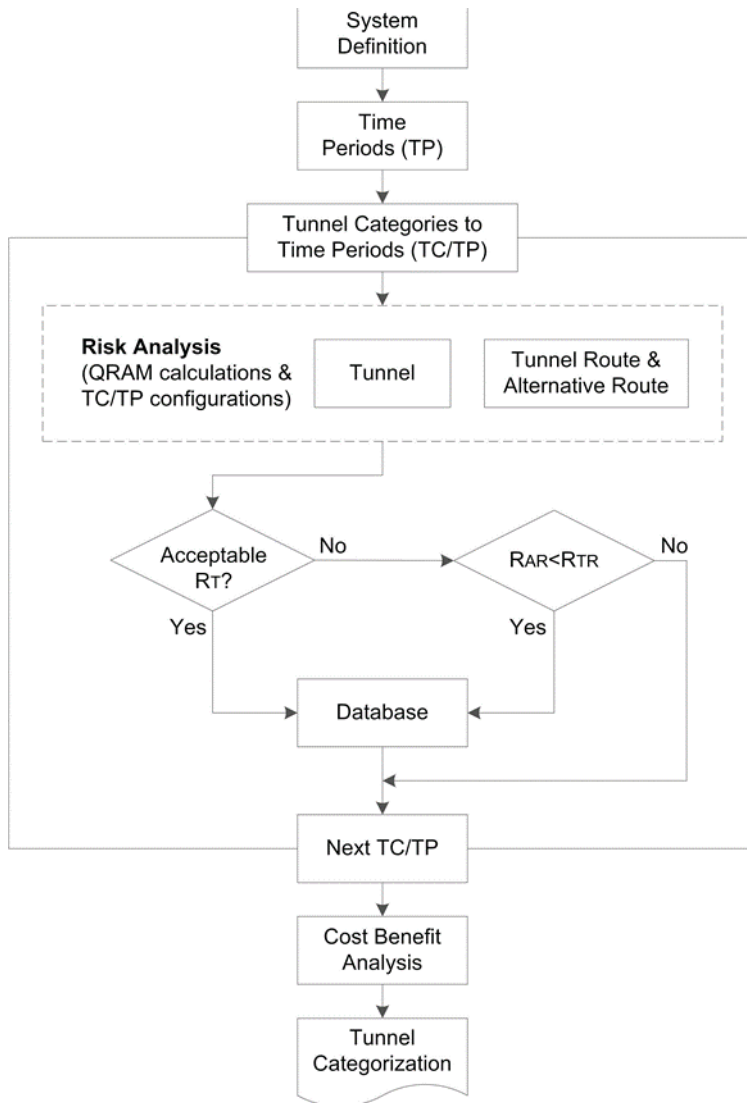 System
Definition
Time
Periods (TP)
Tunnel Categories to
Time Periods (TC/TP)
Risk Analysis
(QRAM calculations &
TC/TP configurations)
Tunnel
Tunnel Route &
Alternative Route
Acceptable
RT?
No
RAR<RTR
No
Yes
Yes
Database
Next TC/TP
Cost Benefit
Analysis
Tunnel
Categorization